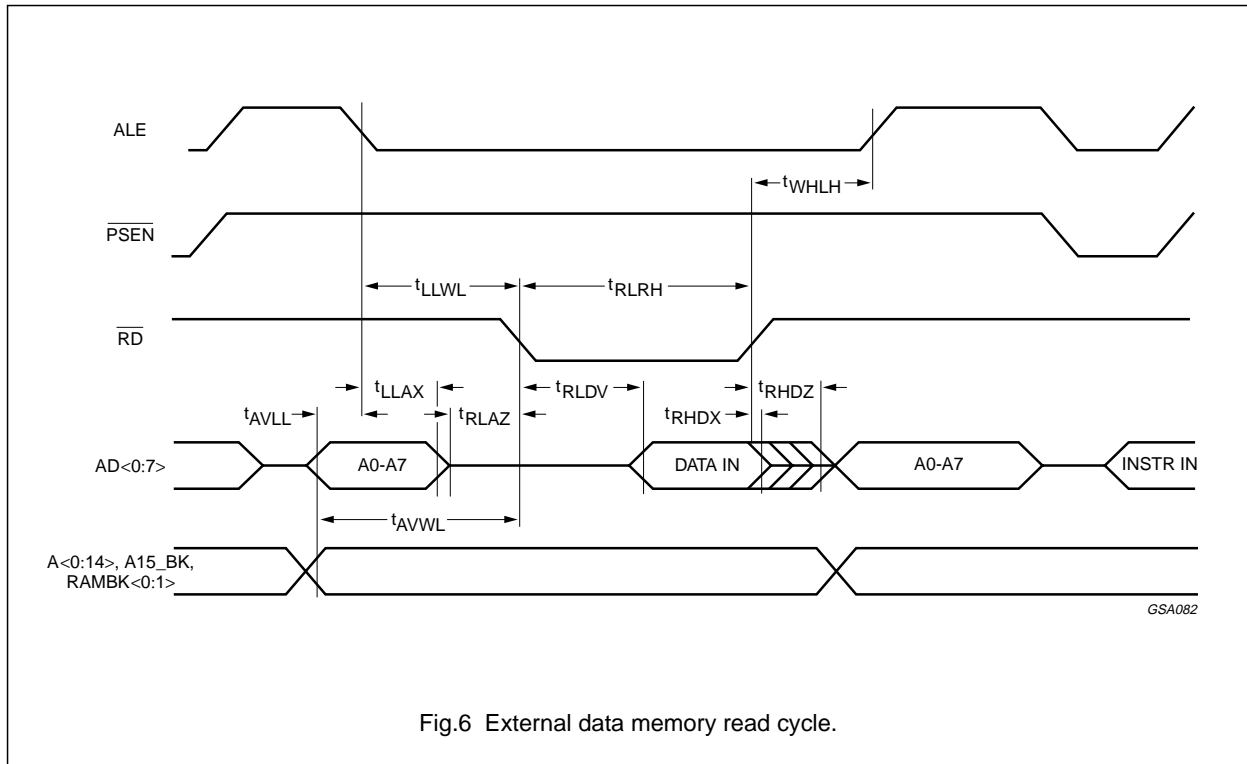 ALE
tWHLH
PSEN
tLLWL
tRLRH
RD
tLLAX
tRLDV
tRHDZ
tAVLL
tRLAZ
tRHDX
AD<0:7>
A0-A7
DATA IN
A0-A7
INSTR IN
tAVWL
A<0:14>, A15_BK,
RAMBK<0:1>
GSA082
Fig.6 External data memory read cycle.